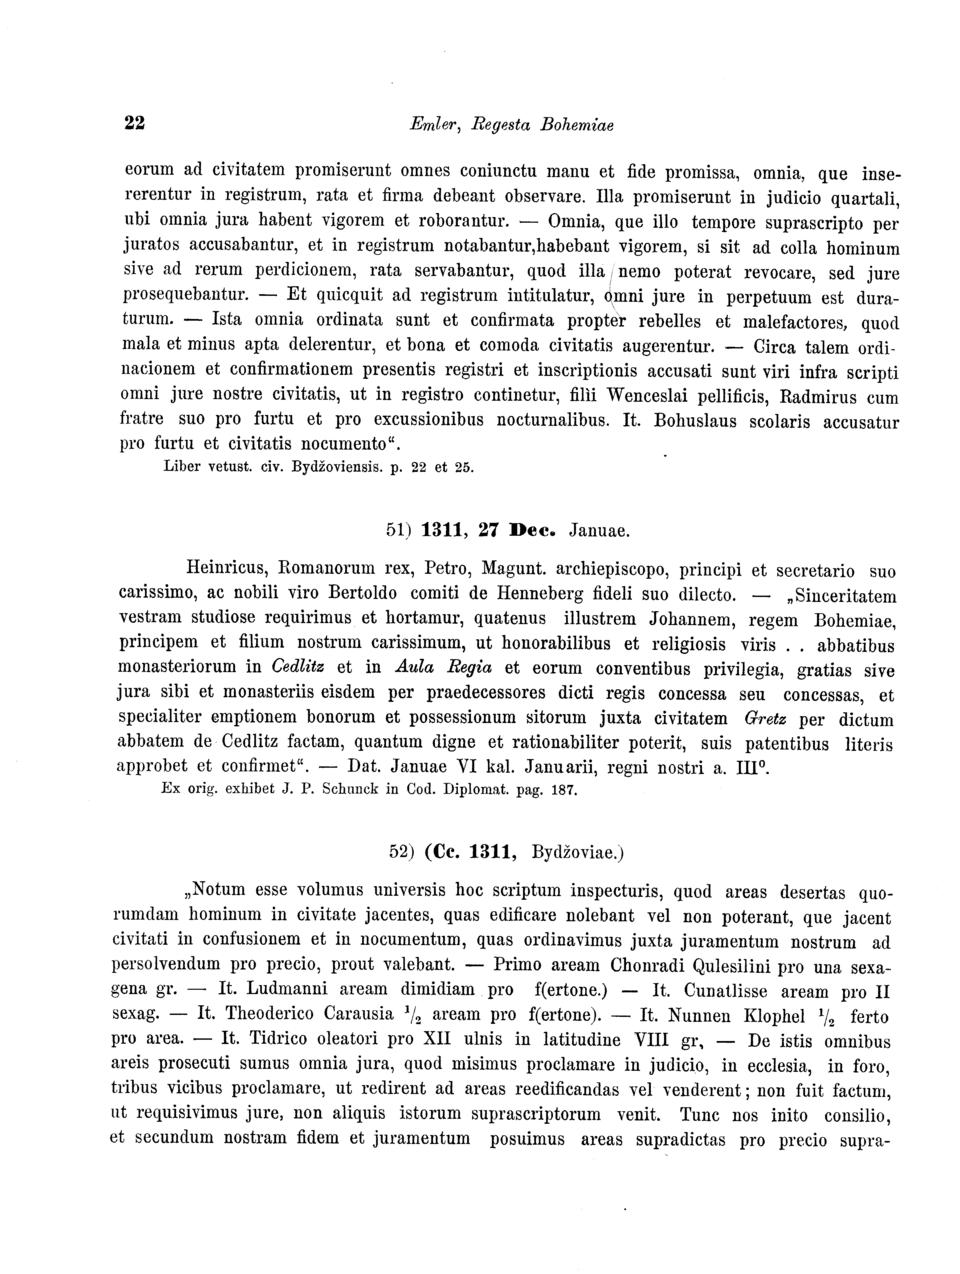 22
Emler, Regesta Bohemiae
eorum ad civitatem promiserunt omnes coniunctu manu et fide promissa, omnia, que inse-
rerentur in registrum, rata et firma debeant observare. Illa promiserunt in judicio quartali,
ubi omnia jura habent vigorem et roborantur. — Omnia, que illo tempore suprascripto per
juratos accusabantur, et in registrum notabantur,habebant vigorem, si sit ad colla hominum
sive ad rerum perdicionem, rata servabantur, quod illa nemo poterat revocare, sed jure
prosequebantur. — Et quicquit ad registrum intitulatur, omni jure in perpetuum est dura-
turum. — Ista omnia ordinata sunt et confirmata propter rebelles et malefactores, quod
mala et minus apta delerentur, et bona et comoda civitatis augerentur. — Circa talem ordi-
nacionem et confirmationem presentis registri et inscriptionis accusati sunt viri infra scripti
omni jure nostre civitatis, ut in registro continetur, filii Wenceslai pellificis, Radmirus cum
fratre suo pro furtu et pro excussionibus nocturnalibus. It. Bohuslaus scolaris accusatur
pro furtu et civitatis nocumento“.
Liber vetust. civ. Bydžoviensis. p. 22 et 25.
51) 1311, 27 Dec. Januae.
Heinricus, Romanorum rex, Petro, Magunt. archiepiscopo, principi et secretario suo
carissimo, ac nobili viro Bertoldo comiti de Henneberg fideli suo dilecto. — „Sinceritatem
vestram studiose requirimus et hortamur, quatenus illustrem Johannem, regem Bohemiae,
principem et filium nostrum carissimum, ut honorabilibus et religiosis viris . . abbatibus
monasteriorum in Cedlitz et in Aula Regia et eorum conventibus privilegia, gratias sive
jura sibi et monasteriis eisdem per praedecessores dicti regis concessa seu concessas, et
specialiter emptionem bonorum et possessionum sitorum juxta civitatem Gretz per dictum
abbatem de Cedlitz factam, quantum digne et rationabiliter poterit, suis patentibus literis
approbet et confirmet“. — Dat. Januae VI kal. Januarii, regni nostri a. III⁰.
Ex orig. exhibet J. P. Schunck in Cod. Diplomat. pag. 187.
52) (Cc. 1311, Bydžoviae.)
„Notum esse volumus universis hoc scriptum inspecturis, quod areas desertas quo-
rumdam hominum in civitate jacentes, quas edificare nolebant vel non poterant, que jacent
civitati in confusionem et in nocumentum, quas ordinavimus juxta juramentum nostrum ad
persolvendum pro precio, prout valebant. — Primo aream Chonradi Qulesilini pro una sexa-
gena gr. — It. Ludmanni aream dimidiam pro f(ertone.) — It. Cunatlisse aream pro II
sexag. — It. Theoderico Carausia ¹/₂ aream pro f(ertone). — It. Nunnen Klophel ¹/₂ ferto
pro area. — It. Tidrico oleatori pro XII ulnis in latitudine VIII gr, — De istis omnibus
areis prosecuti sumus omnia jura, quod misimus proclamare in judicio, in ecclesia, in foro,
tribus vicibus proclamare, ut redirent ad areas reedificandas vel venderent; non fuit factum,
ut requisivimus jure, non aliquis istorum suprascriptorum venit. Tunc nos inito consilio,
et secundum nostram fidem et juramentum posuimus areas supradictas pro precio supra-